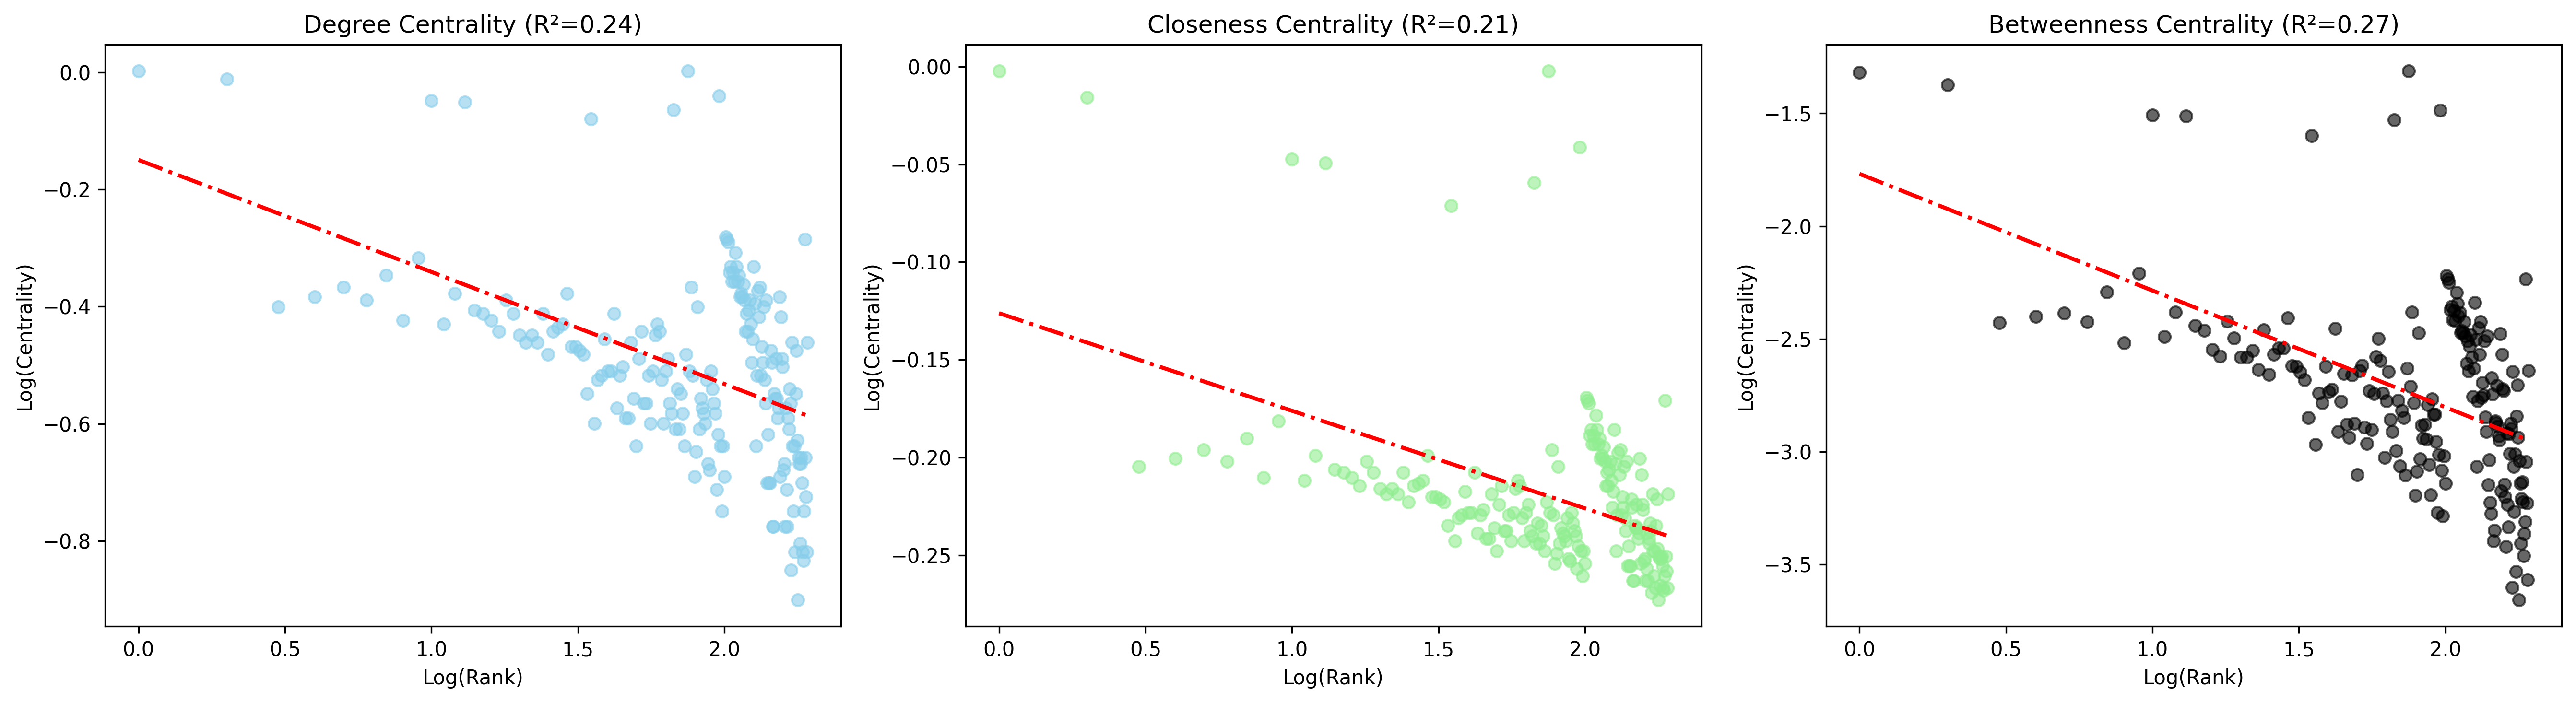 Degree Centrality (R²=0.24)
Log(Centrality)
0.0
−0.2
−0.4
−0.6
−0.8
0.0 0.5 1.0 1.5 2.0
Log(Rank)
Closeness Centrality (R²=0.21)
Log(Centrality)
0.00
−0.05
−0.10
−0.15
−0.20
−0.25
0.0 0.5 1.0 1.5 2.0
Log(Rank)
Betweenness Centrality (R²=0.27)
Log(Centrality)
−1.5
−2.0
−2.5
−3.0
−3.5
0.0 0.5 1.0 1.5 2.0
Log(Rank)